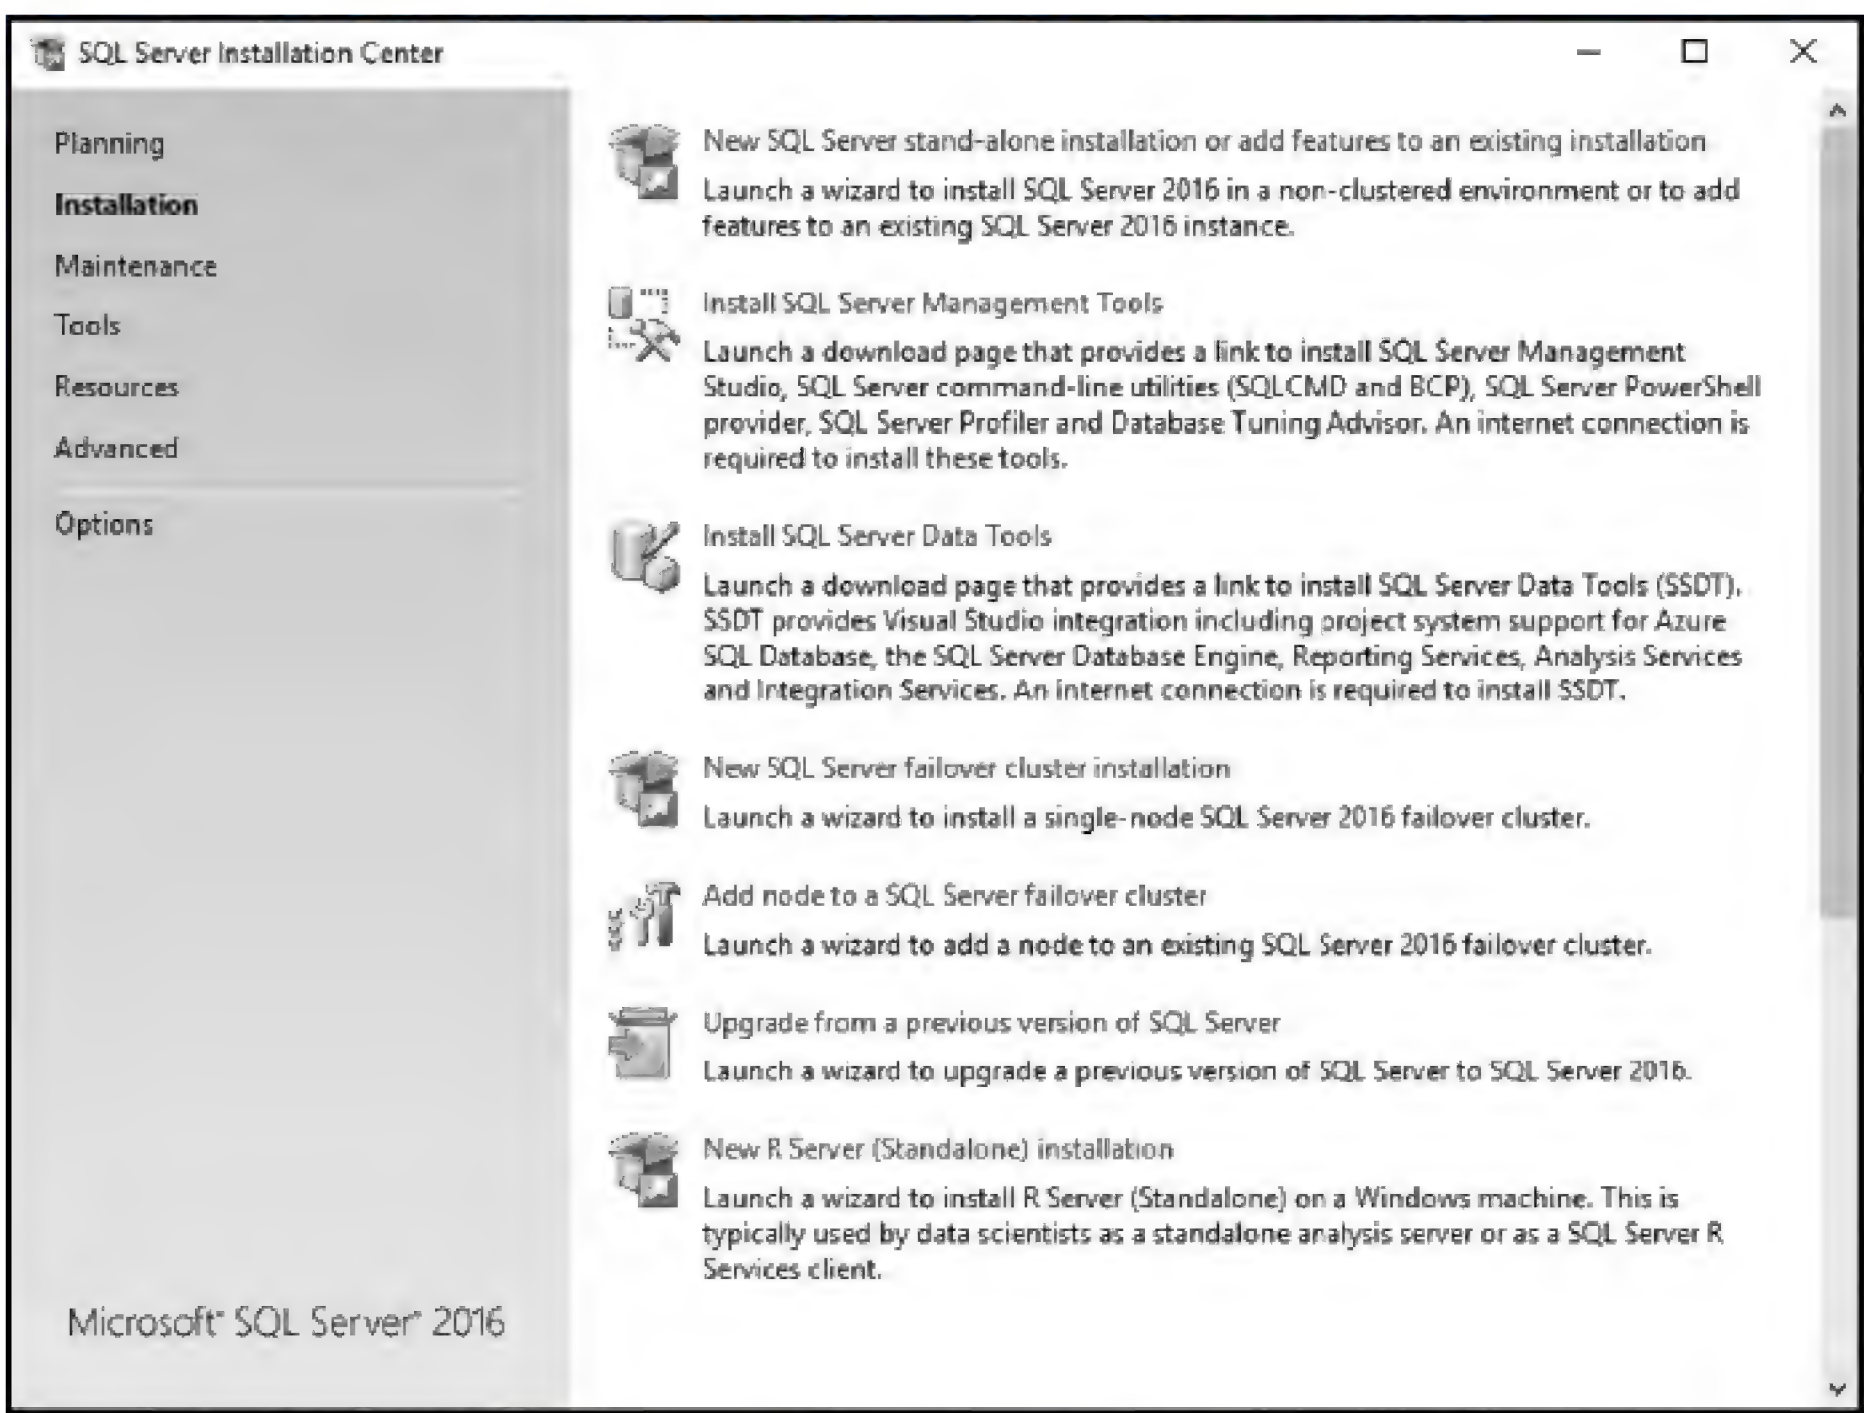 SQL Server Installation Center
Planning
Installation
Maintenance
Tools
Resources
Advanced
Options
Microsoft® SQL Server® 2016
New SQL Server stand-alone installation or add features to an existing installation
Launch a wizard to install SQL Server 2016 in a non-clustered environment or to add
features to an existing SQL Server 2016 instance.
Install SQL Server Management Tools
Launch a download page that provides a link to install SQL Server Management
Studio, SQL Server command-line utilities (SQLCMD and BCP), SQL Server PowerShell
provider, SQL Server Profiler and Database Tuning Advisor. An internet connection is
required to install these tools.
Install SQL Server Data Tools
Launch a download page that provides a link to install SQL Server Data Tools (SSDT).
SSDT provides Visual Studio integration including project system support for Azure
SQL Database, the SQL Server Database Engine, Reporting Services, Analysis Services
and Integration Services. An internet connection is required to install SSDT.
New SQL Server failover cluster installation
Launch a wizard to install a single-node SQL Server 2016 failover cluster.
Add node to a SQL Server failover cluster
Launch a wizard to add a node to an existing SQL Server 2016 failover cluster.
Upgrade from a previous version of SQL Server
Launch a wizard to upgrade a previous version of SQL Server to SQL Server 2016.
New R Server (Standalone) installation
Launch a wizard to install R Server (Standalone) on a Windows machine. This is
typically used by data scientists as a standalone analysis server or as a SQL Server R
Services client.